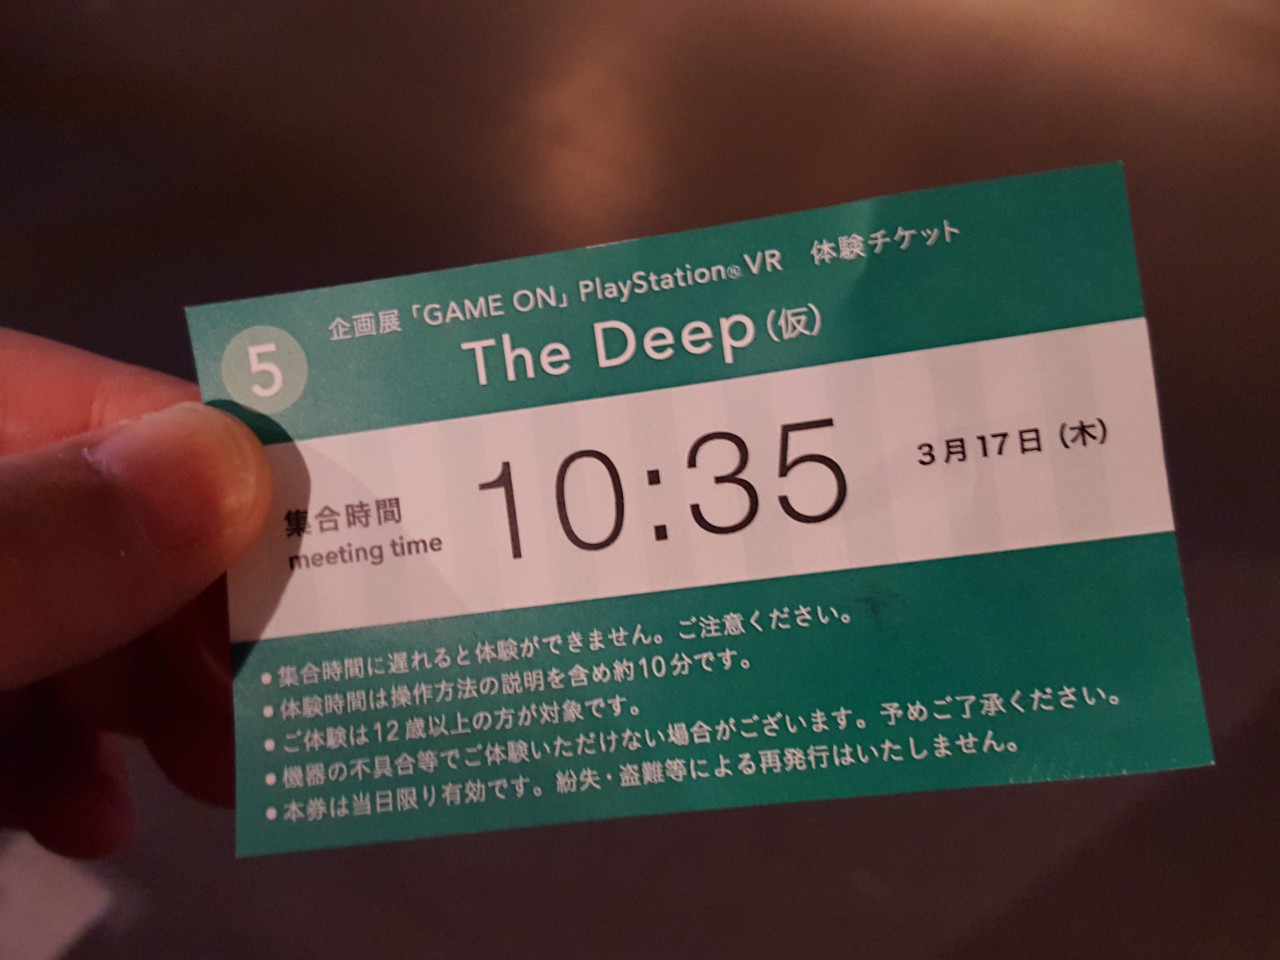 5
企画展「GAME ON」PlayStation®VR 体験チケット
The Deep(仮)
集合時間
meeting time
10:35
3月17日(木)
●集合時間に遅れると体験ができません。ご注意ください。
●体験時間は操作方法の説明を含め約10分です。
●ご体験は12歳以上の方が対象です。
●機器の不具合等でご体験いただけない場合がございます。予めご了承ください。
●本券は当日限り有効です。紛失・盗難等による再発行はいたしません。